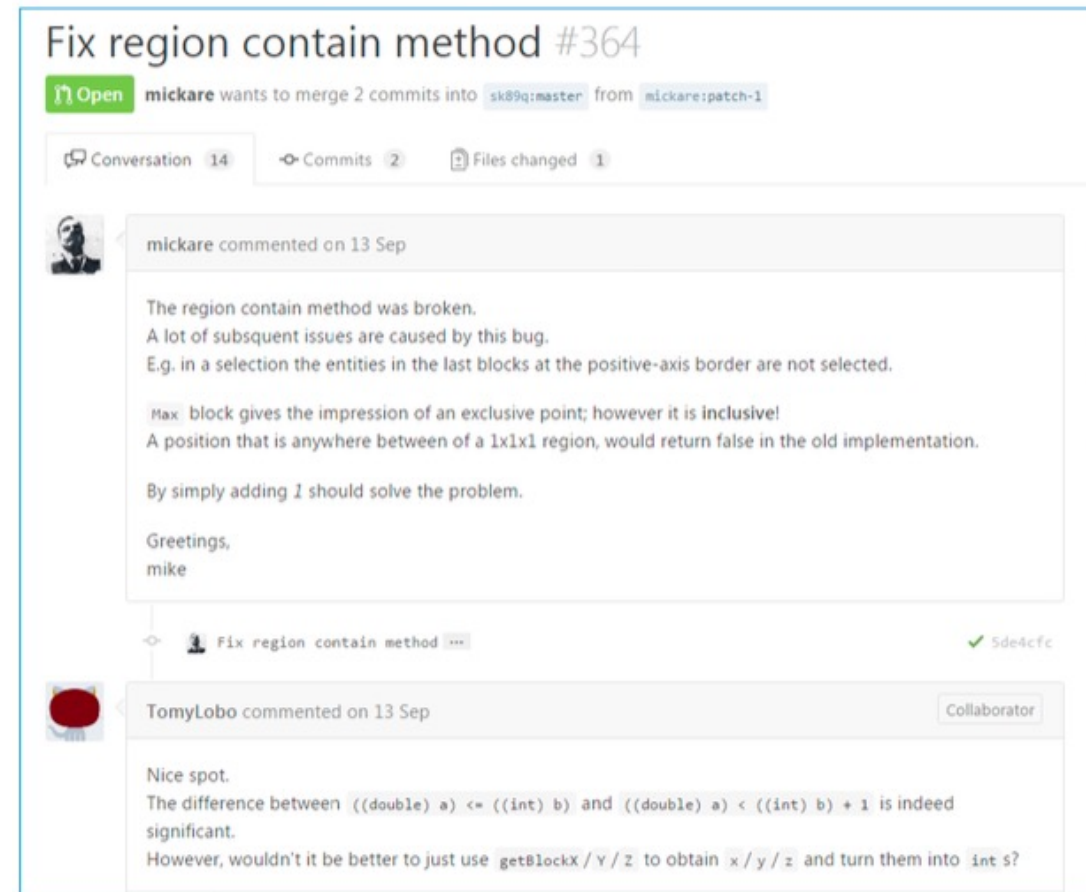 Fix region contain method #364
Open mickare wants to merge 2 commits into sk89q:master from mickare:patch-1
Conversation 14 Commits 2 Files changed 1
mickare commented on 13 Sep
The region contain method was broken.
A lot of subsquent issues are caused by this bug.
E.g. in a selection the entities in the last blocks at the positive-axis border are not selected.
Max block gives the impression of an exclusive point; however it is inclusive!
A position that is anywhere between of a 1x1x1 region, would return false in the old implementation.
By simply adding 1 should solve the problem.
Greetings,
mike
Fix region contain method ... 5de4cfc
TomyLobo commented on 13 Sep Collaborator
Nice spot.
The difference between ((double) a) <= ((int) b) and ((double) a) < ((int) b) + 1 is indeed
significant.
However, wouldn't it be better to just use getBlockX / Y / Z to obtain x / y / z and turn them into int s?